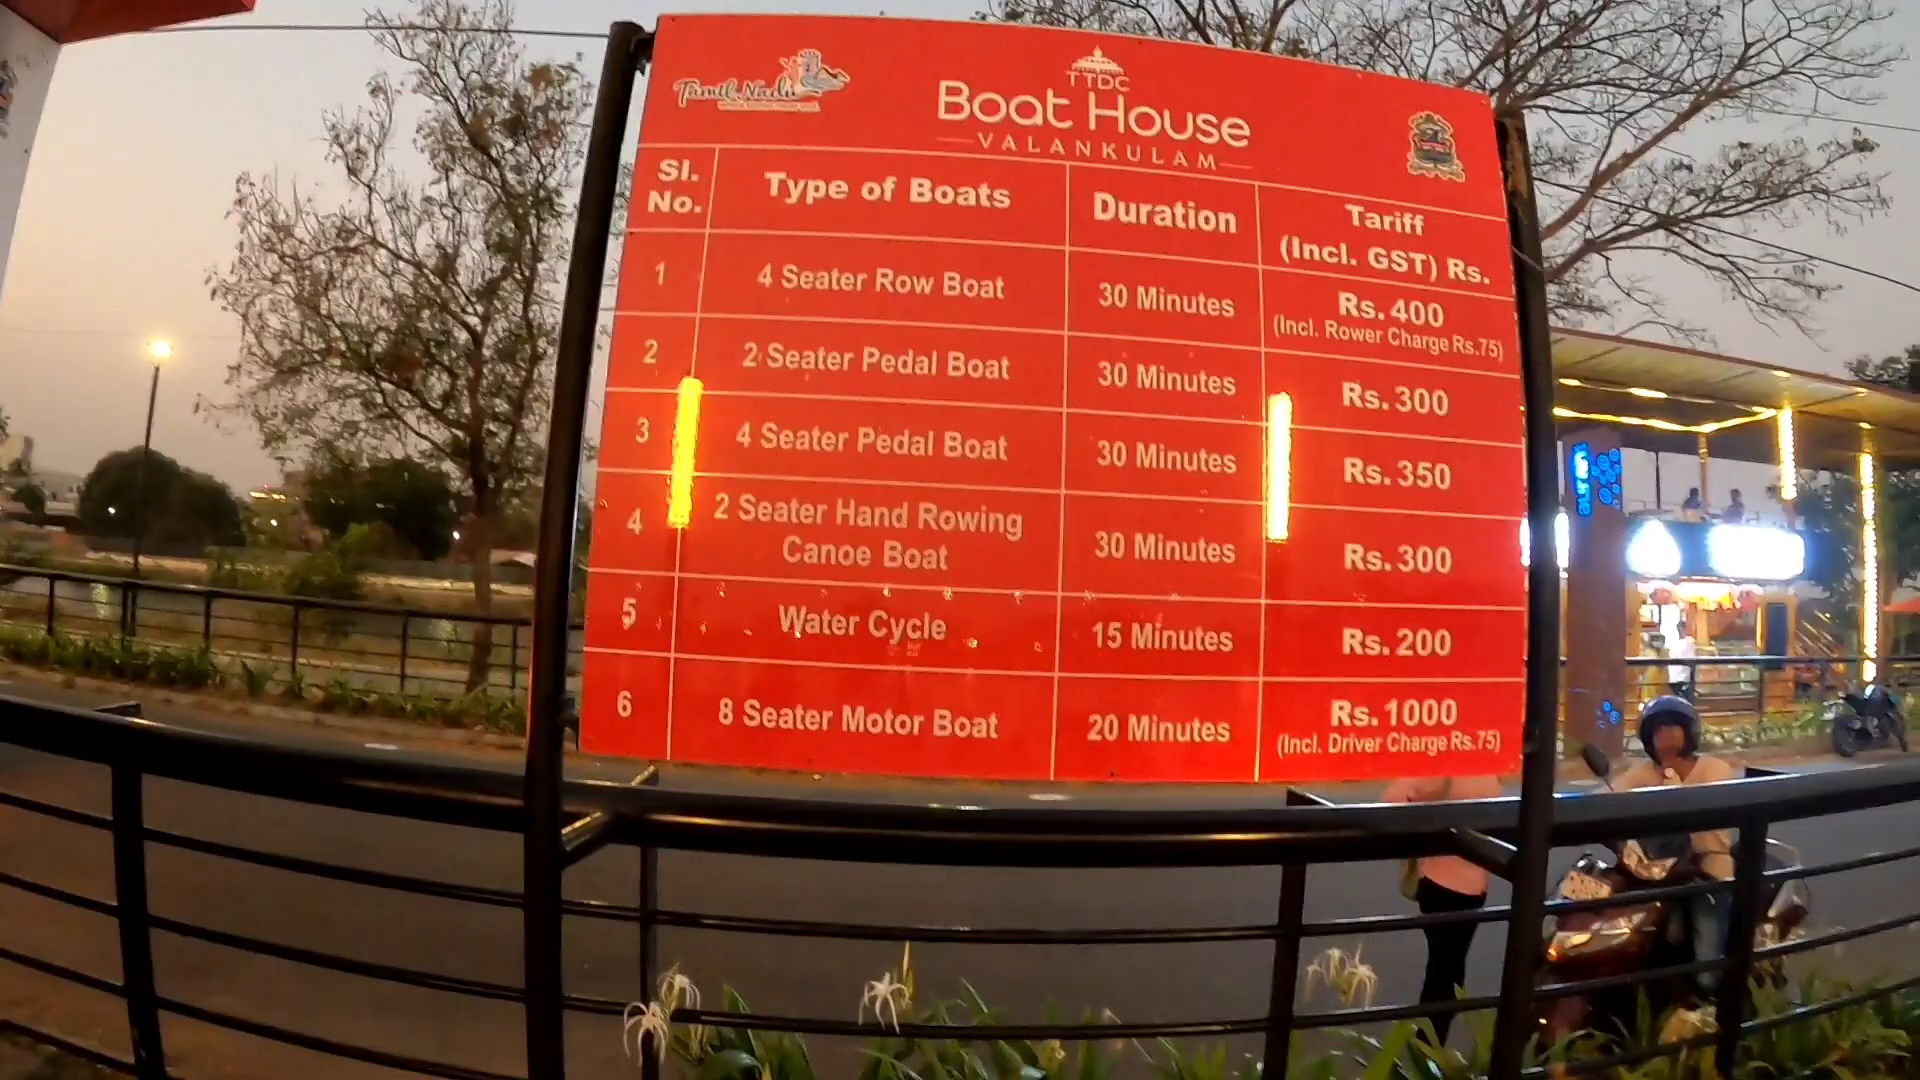 Tamil Nadu
TTDC
Boat House
VALANKULAM
Sl. No. Type of Boats Duration Tariff (Incl. GST) Rs.
1 4 Seater Row Boat 30 Minutes Rs. 400 (Incl. Rower Charge Rs.75)
2 2 Seater Pedal Boat 30 Minutes Rs. 300
3 4 Seater Pedal Boat 30 Minutes Rs. 350
4 2 Seater Hand Rowing Canoe Boat 30 Minutes Rs. 300
5 Water Cycle 15 Minutes Rs. 200
6 8 Seater Motor Boat 20 Minutes Rs. 1000 (Incl. Driver Charge Rs.75)